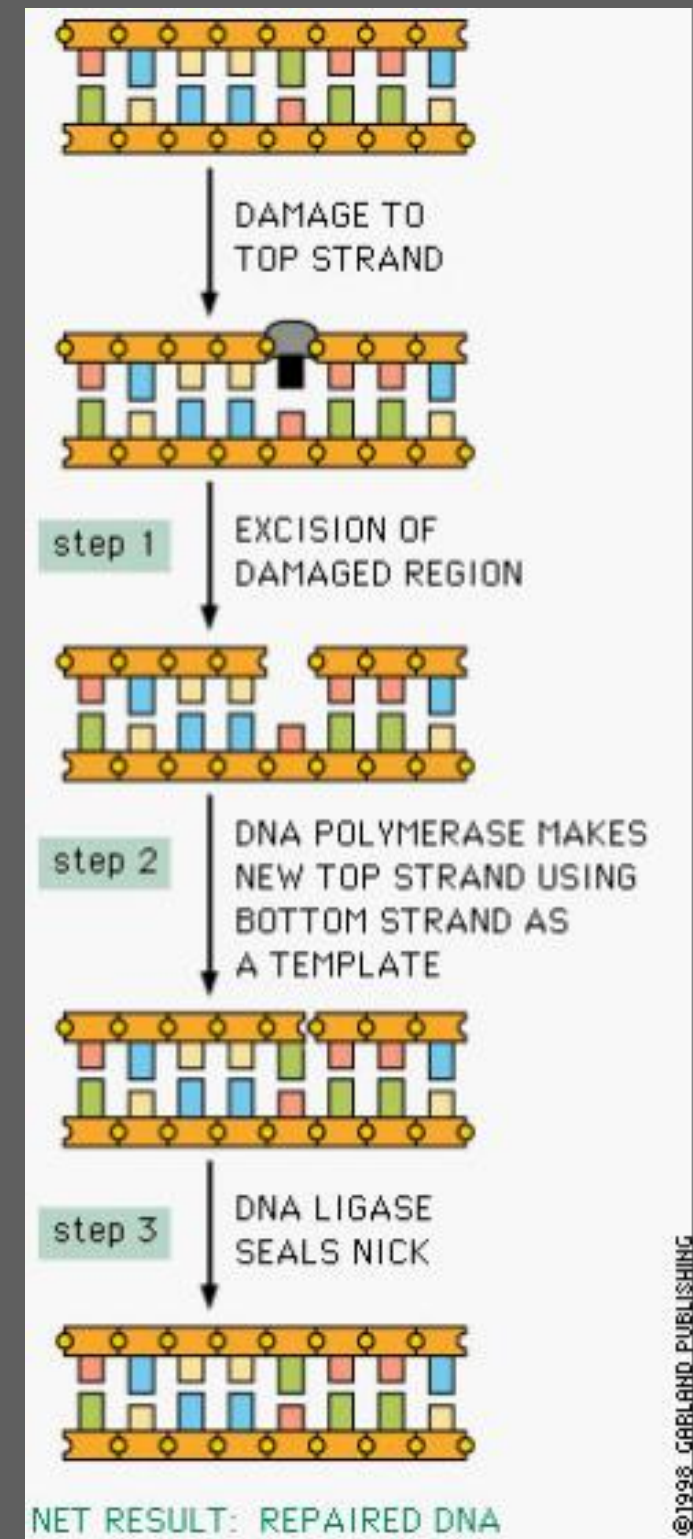 DAMAGE TO
TOP STRAND
step 1
EXCISION OF
DAMAGED REGION
step 2
DNA POLYMERASE MAKES
NEW TOP STRAND USING
BOTTOM STRAND AS
A TEMPLATE
step 3
DNA LIGASE
SEALS NICK
NET RESULT: REPAIRED DNA
©1998 GARLAND PUBLISHING